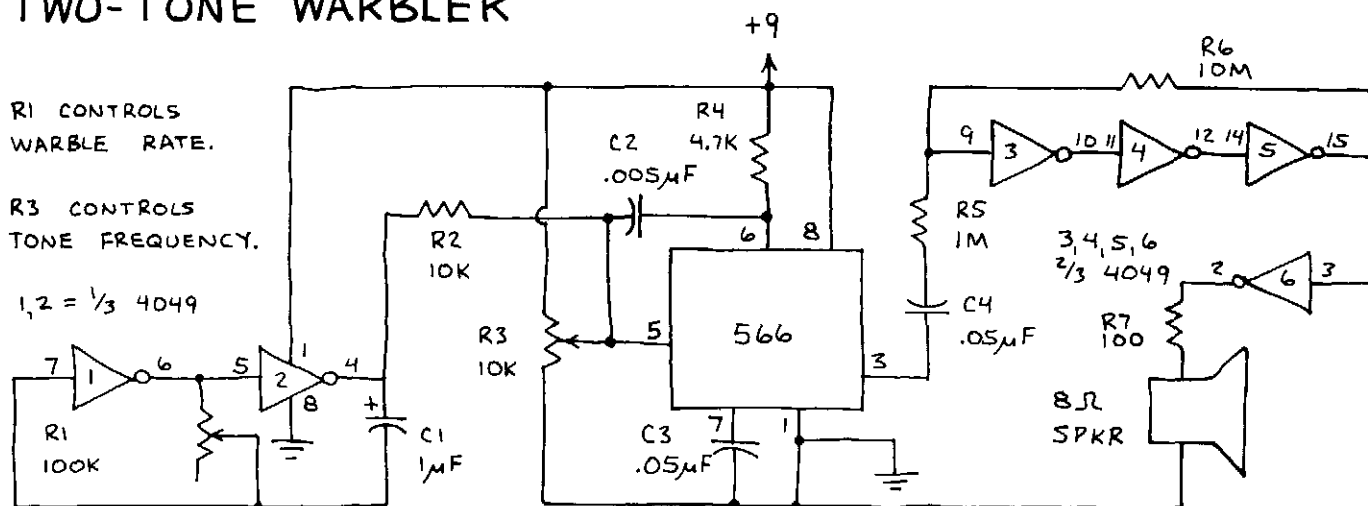 TWO-TONE WARBLER
+9
R1 CONTROLS
WARBLE RATE.
R3 CONTROLS
TONE FREQUENCY.
1,2 = 1/3 4049
7
1
6
R1
100K
5
2
1
8
4
+
C1
1µF
R2
10K
C2
.005µF
R4
4.7K
R3
10K
6
8
5
566
3
7
1
C3
.05µF
R5
1M
C4
.05µF
R6
10M
9
3
10
11
4
12
14
5
15
3,4,5,6
2/3 4049
2
6
3
R7
100
8Ω
SPKR